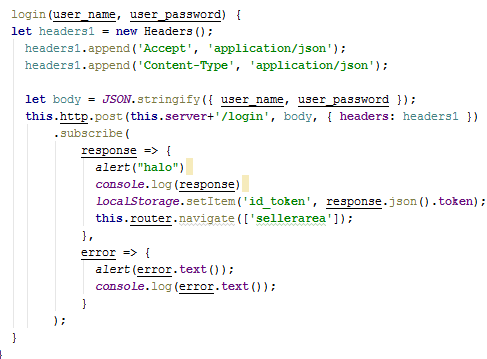 login(user_name, user_password) {
let headers1 = new Headers();
headers1.append('Accept', 'application/json');
headers1.append('Content-Type', 'application/json');
let body = JSON.stringify({ user_name, user_password });
this.http.post(this.server+'/login', body, { headers: headers1 })
.subscribe(
response => {
alert("halo")
console.log(response)
localStorage.setItem('id_token', response.json().token);
this.router.navigate(['sellerarea']);
},
error => {
alert(error.text());
console.log(error.text());
}
);
}
}